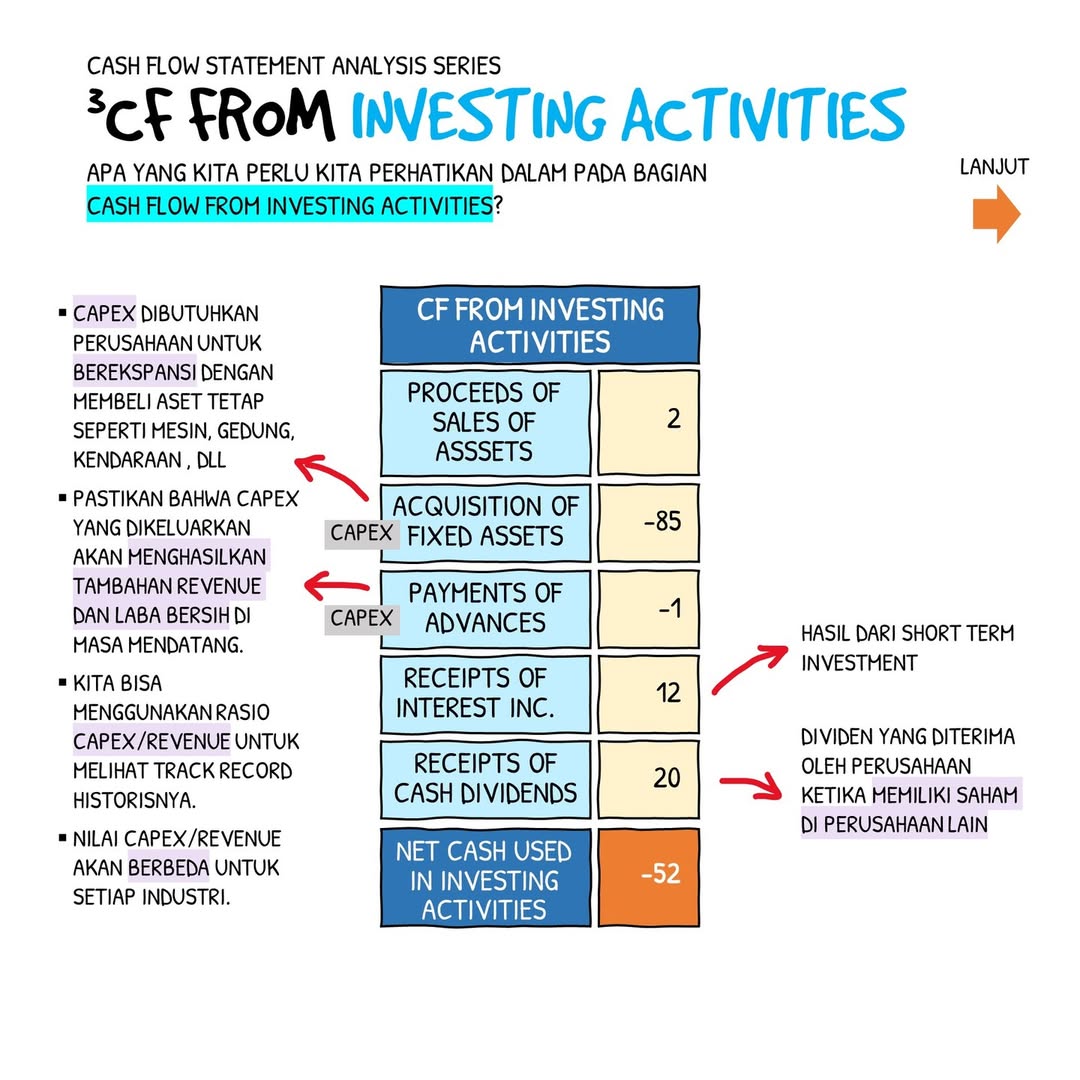 CASH FLOW STATEMENT ANALYSIS SERIES
³CF FROM INVESTING ACTIVITIES
APA YANG KITA PERLU KITA PERHATIKAN DALAM PADA BAGIAN
CASH FLOW FROM INVESTING ACTIVITIES?
LANJUT
▪ CAPEX DIBUTUHKAN
PERUSAHAAN UNTUK
BEREKSPANSI DENGAN
MEMBELI ASET TETAP
SEPERTI MESIN, GEDUNG,
KENDARAAN , DLL
▪ PASTIKAN BAHWA CAPEX
YANG DIKELUARKAN
AKAN MENGHASILKAN
TAMBAHAN REVENUE
DAN LABA BERSIH DI
MASA MENDATANG.
▪ KITA BISA
MENGGUNAKAN RASIO
CAPEX/REVENUE UNTUK
MELIHAT TRACK RECORD
HISTORISNYA.
▪ NILAI CAPEX/REVENUE
AKAN BERBEDA UNTUK
SETIAP INDUSTRI.
CF FROM INVESTING
ACTIVITIES
PROCEEDS OF
SALES OF
ASSSETS
2
ACQUISITION OF
FIXED ASSETS
-85
CAPEX
PAYMENTS OF
ADVANCES
-1
CAPEX
RECEIPTS OF
INTEREST INC.
12
RECEIPTS OF
CASH DIVIDENDS
20
NET CASH USED
IN INVESTING
ACTIVITIES
-52
HASIL DARI SHORT TERM
INVESTMENT
DIVIDEN YANG DITERIMA
OLEH PERUSAHAAN
KETIKA MEMILIKI SAHAM
DI PERUSAHAAN LAIN